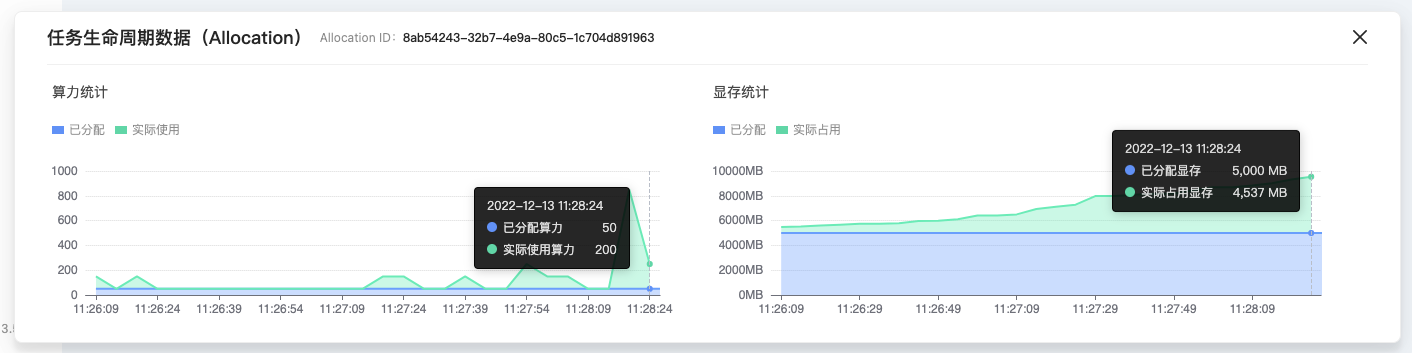 任务生命周期数据（Allocation） Allocation ID： 8ab54243-32b7-4e9a-80c5-1c704d891963
算力统计
已分配 实际使用
1000
800
600
400
200
0
11:26:09 11:26:24 11:26:39 11:26:54 11:27:09 11:27:24 11:27:39 11:27:54 11:28:09 11:28:24
2022-12-13 11:28:24
已分配算力 50
实际使用算力 200
显存统计
已分配 实际占用
10000MB
8000MB
6000MB
4000MB
2000MB
0MB
11:26:09 11:26:29 11:26:49 11:27:09 11:27:29 11:27:49 11:28:09
2022-12-13 11:28:24
已分配显存 5,000 MB
实际占用显存 4,537 MB